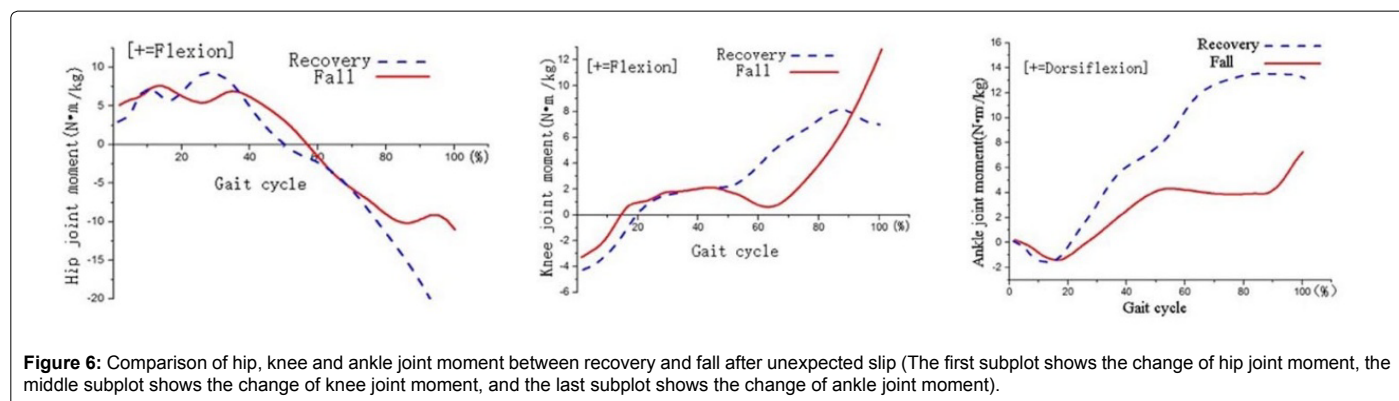 [+=Flexion]
Recovery
Fall
Hip joint moment(N•m/kg)
10
5
0
-5
-10
-15
-20
20
40
60
80
100 (%)
Gait cycle
[+=Flexion]
Recovery
Fall
Knee joint moment(N•m/kg)
12
10
8
6
4
2
0
-2
-4
-6
20
40
60
80
100 (%)
Gait cycle
[+=Dorsiflexion]
Recovery
Fall
Ankle joint moment(N•m/kg)
16
14
12
10
8
6
4
2
0
-2
0
20
40
60
80
100 (%)
Gait cycle
Figure 6: Comparison of hip, knee and ankle joint moment between recovery and fall after unexpected slip (The first subplot shows the change of hip joint moment, the
middle subplot shows the change of knee joint moment, and the last subplot shows the change of ankle joint moment).